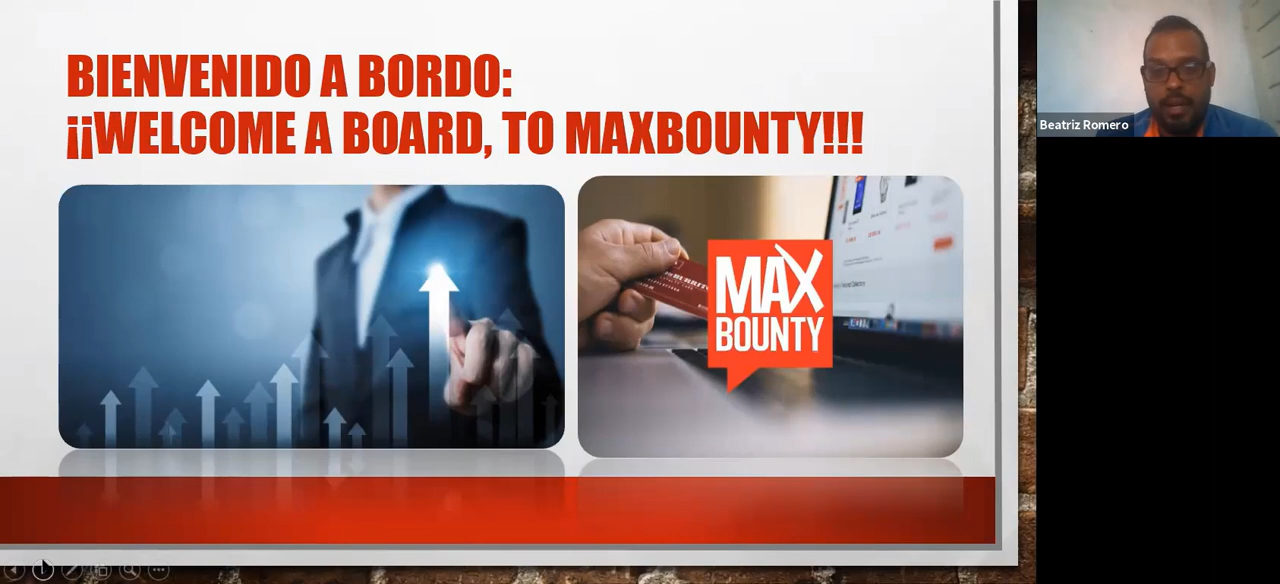 BIENVENIDO A BORDO:
¡¡WELCOME A BOARD, TO MAXBOUNTY!!!
MAX
BOUNTY
Beatriz Romero